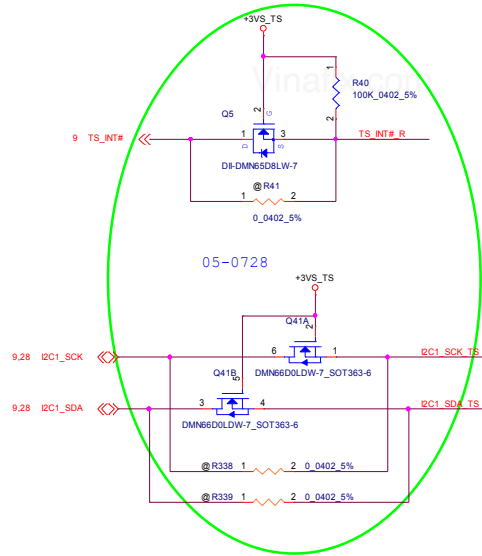 +3VS_TS
Vinafix.com
R40
100K_0402_5%
1
2
Q5
2
G
9 TS_INT#
1
3
TS_INT#_R
D
S
DII-DMN65D8LW-7
@ R41
1
2
0_0402_5%
05-0728
+3VS_TS
Q41A
2
9,28 I2C1_SCK
6
1
I2C1_SCK_TS
Q41B
5
DMN66D0LDW-7_SOT363-6
9,28 I2C1_SDA
3
4
I2C1_SDA_TS
DMN66D0LDW-7_SOT363-6
@ R338 1 2 0_0402_5%
@ R339 1 2 0_0402_5%